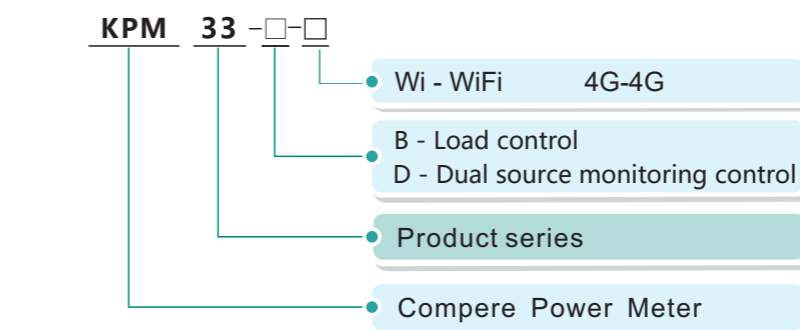 KPM 33 -□-□
Wi - WiFi 4G-4G
B - Load control
D - Dual source monitoring control
Product series
Compere Power Meter